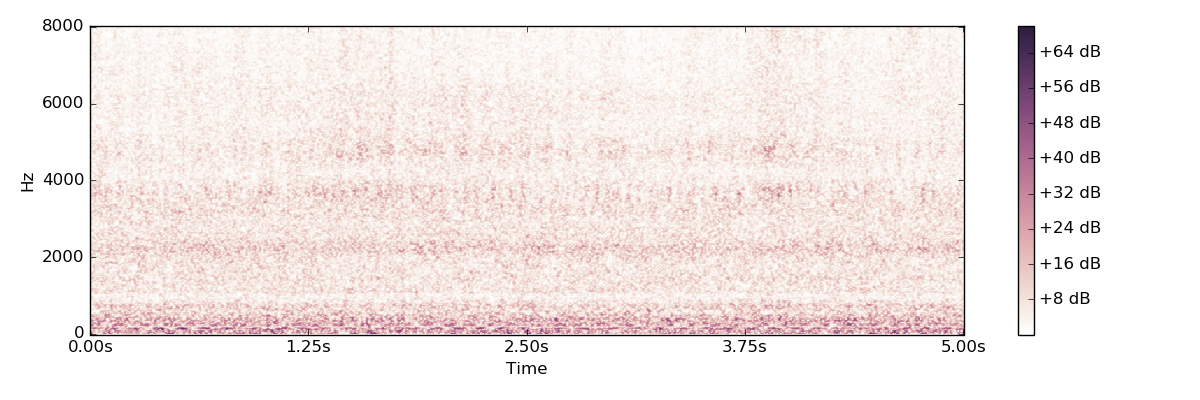 8000
6000
4000
2000
0
Hz
0.00s 1.25s 2.50s 3.75s 5.00s
Time
+64 dB
+56 dB
+48 dB
+40 dB
+32 dB
+24 dB
+16 dB
+8 dB